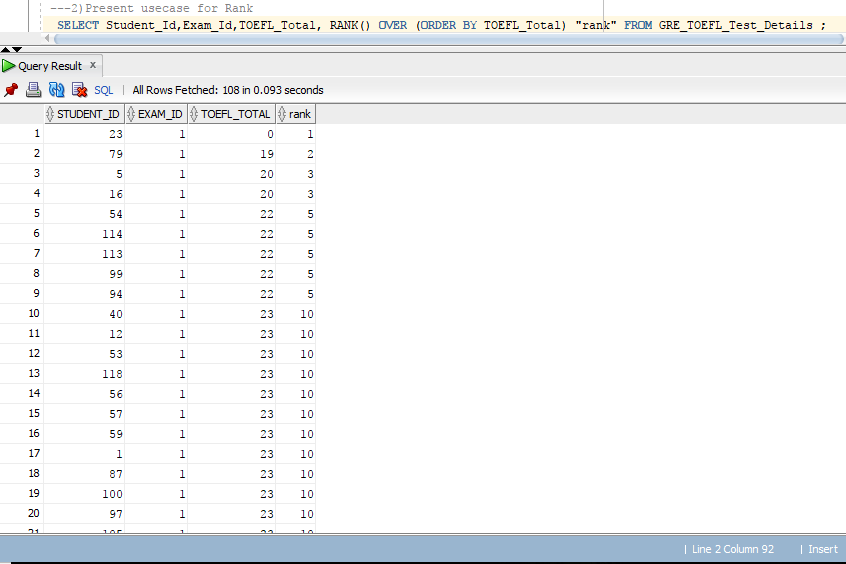 ---2)Present usecase for Rank
SELECT Student_Id,Exam_Id,TOEFL_Total, RANK() OVER (ORDER BY TOEFL_Total) "rank" FROM GRE_TOEFL_Test_Details ;
Query Result x
SQL | All Rows Fetched: 108 in 0.093 seconds
STUDENT_ID EXAM_ID TOEFL_TOTAL rank
1 23 1 0 1
2 79 1 19 2
3 5 1 20 3
4 16 1 20 3
5 54 1 22 5
6 114 1 22 5
7 113 1 22 5
8 99 1 22 5
9 94 1 22 5
10 40 1 23 10
11 12 1 23 10
12 53 1 23 10
13 118 1 23 10
14 56 1 23 10
15 57 1 23 10
16 59 1 23 10
17 1 1 23 10
18 87 1 23 10
19 100 1 23 10
20 97 1 23 10
21 105 1 23 10
| Line 2 Column 92 | Insert